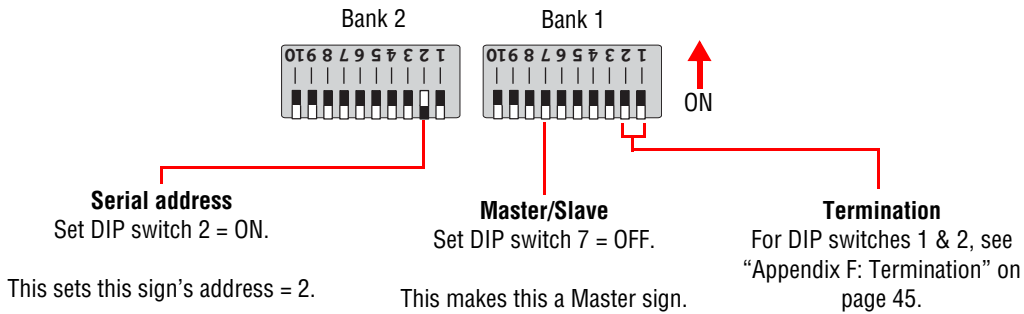 Bank 2
Bank 1
10 9 8 7 6 5 4 3 2 1
10 9 8 7 6 5 4 3 2 1
ON
Serial address
Set DIP switch 2 = ON.
This sets this sign's address = 2.
Master/Slave
Set DIP switch 7 = OFF.
This makes this a Master sign.
Termination
For DIP switches 1 & 2, see
“Appendix F: Termination” on
page 45.